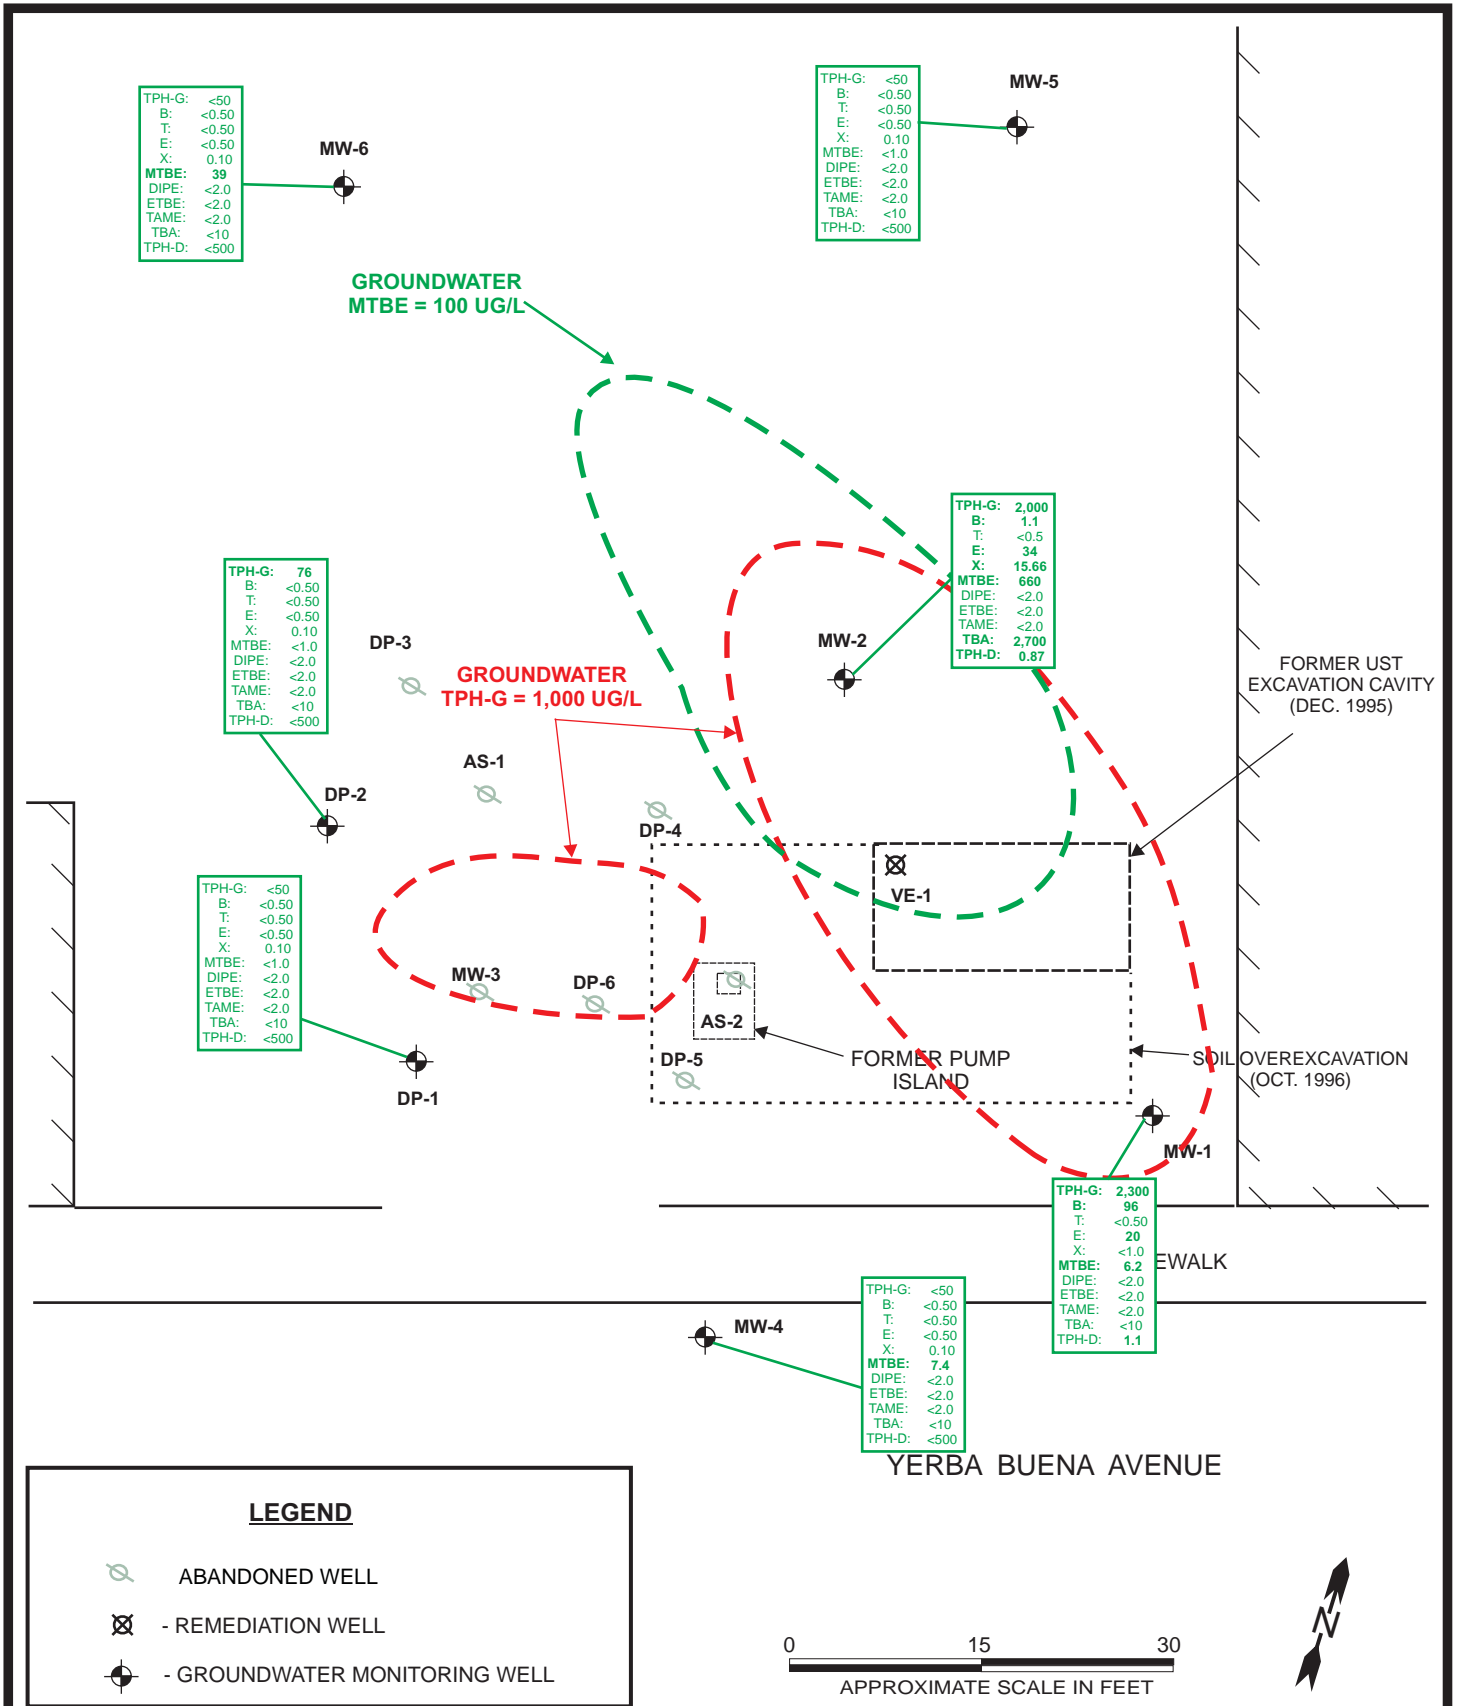 TPH-G: <50
B: <0.50
T: <0.50
E: <0.50
X: 0.10
MTBE: 39
DIPE: <2.0
ETBE: <2.0
TAME: <2.0
TBA: <10
TPH-D: <500
MW-6
TPH-G: <50
B: <0.50
T: <0.50
E: <0.50
X: 0.10
MTBE: <1.0
DIPE: <2.0
ETBE: <2.0
TAME: <2.0
TBA: <10
TPH-D: <500
MW-5
GROUNDWATER
MTBE = 100 UG/L
TPH-G: 2,000
B: 1.1
T: <0.5
E: 34
X: 15.66
MTBE: 660
DIPE: <2.0
ETBE: <2.0
TAME: <2.0
TBA: 2,700
TPH-D: 0.87
MW-2
TPH-G: 76
B: <0.50
T: <0.50
E: <0.50
X: 0.10
MTBE: <1.0
DIPE: <2.0
ETBE: <2.0
TAME: <2.0
TBA: <10
TPH-D: <500
DP-3
GROUNDWATER
TPH-G = 1,000 UG/L
FORMER UST
EXCAVATION CAVITY
(DEC. 1995)
AS-1
DP-2
DP-4
VE-1
TPH-G: <50
B: <0.50
T: <0.50
E: <0.50
X: 0.10
MTBE: <1.0
DIPE: <2.0
ETBE: <2.0
TAME: <2.0
TBA: <10
TPH-D: <500
MW-3
DP-6
AS-2
DP-5
FORMER PUMP
ISLAND
SOIL OVEREXCAVATION
(OCT. 1996)
DP-1
MW-1
TPH-G: 2,300
B: 96
T: <0.50
E: 20
X: <1.0
MTBE: 6.2
DIPE: <2.0
ETBE: <2.0
TAME: <2.0
TBA: <10
TPH-D: 1.1
EWALK
MW-4
TPH-G: <50
B: <0.50
T: <0.50
E: <0.50
X: 0.10
MTBE: 7.4
DIPE: <2.0
ETBE: <2.0
TAME: <2.0
TBA: <10
TPH-D: <500
YERBA BUENA AVENUE
LEGEND
ABANDONED WELL
- REMEDIATION WELL
- GROUNDWATER MONITORING WELL
0 15 30
APPROXIMATE SCALE IN FEET
N